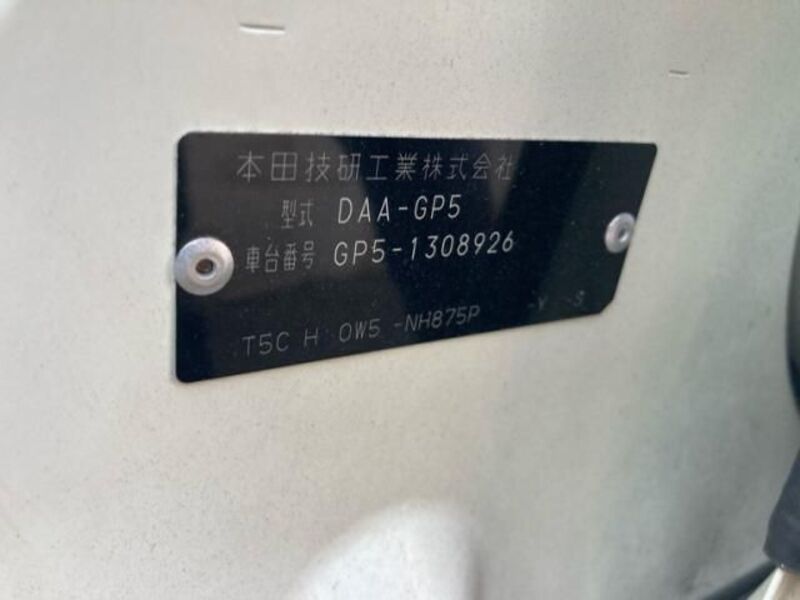 本田技研工業株式会社
型式 DAA-GP5
車台番号 GP5-1308926
T5C H 0W5 -NH875P -V -S